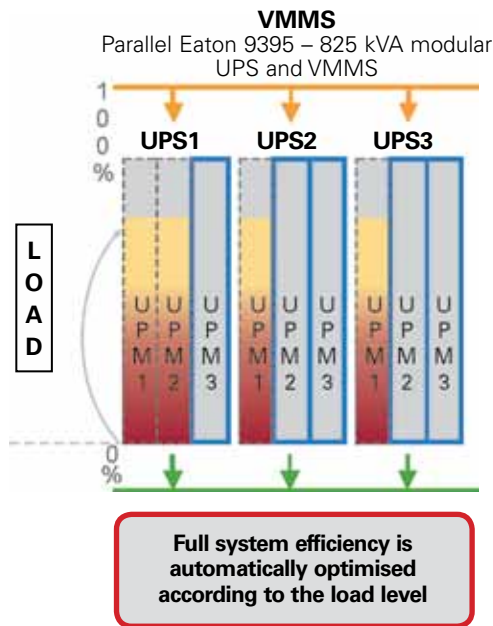 VMMS
Parallel Eaton 9395 – 825 kVA modular
UPS and VMMS
100%
UPS1 UPS2 UPS3
LOAD
UPM1 UPM2 UPM3 UPM1 UPM2 UPM3 UPM1 UPM2 UPM3
0%
Full system efficiency is
automatically optimised
according to the load level